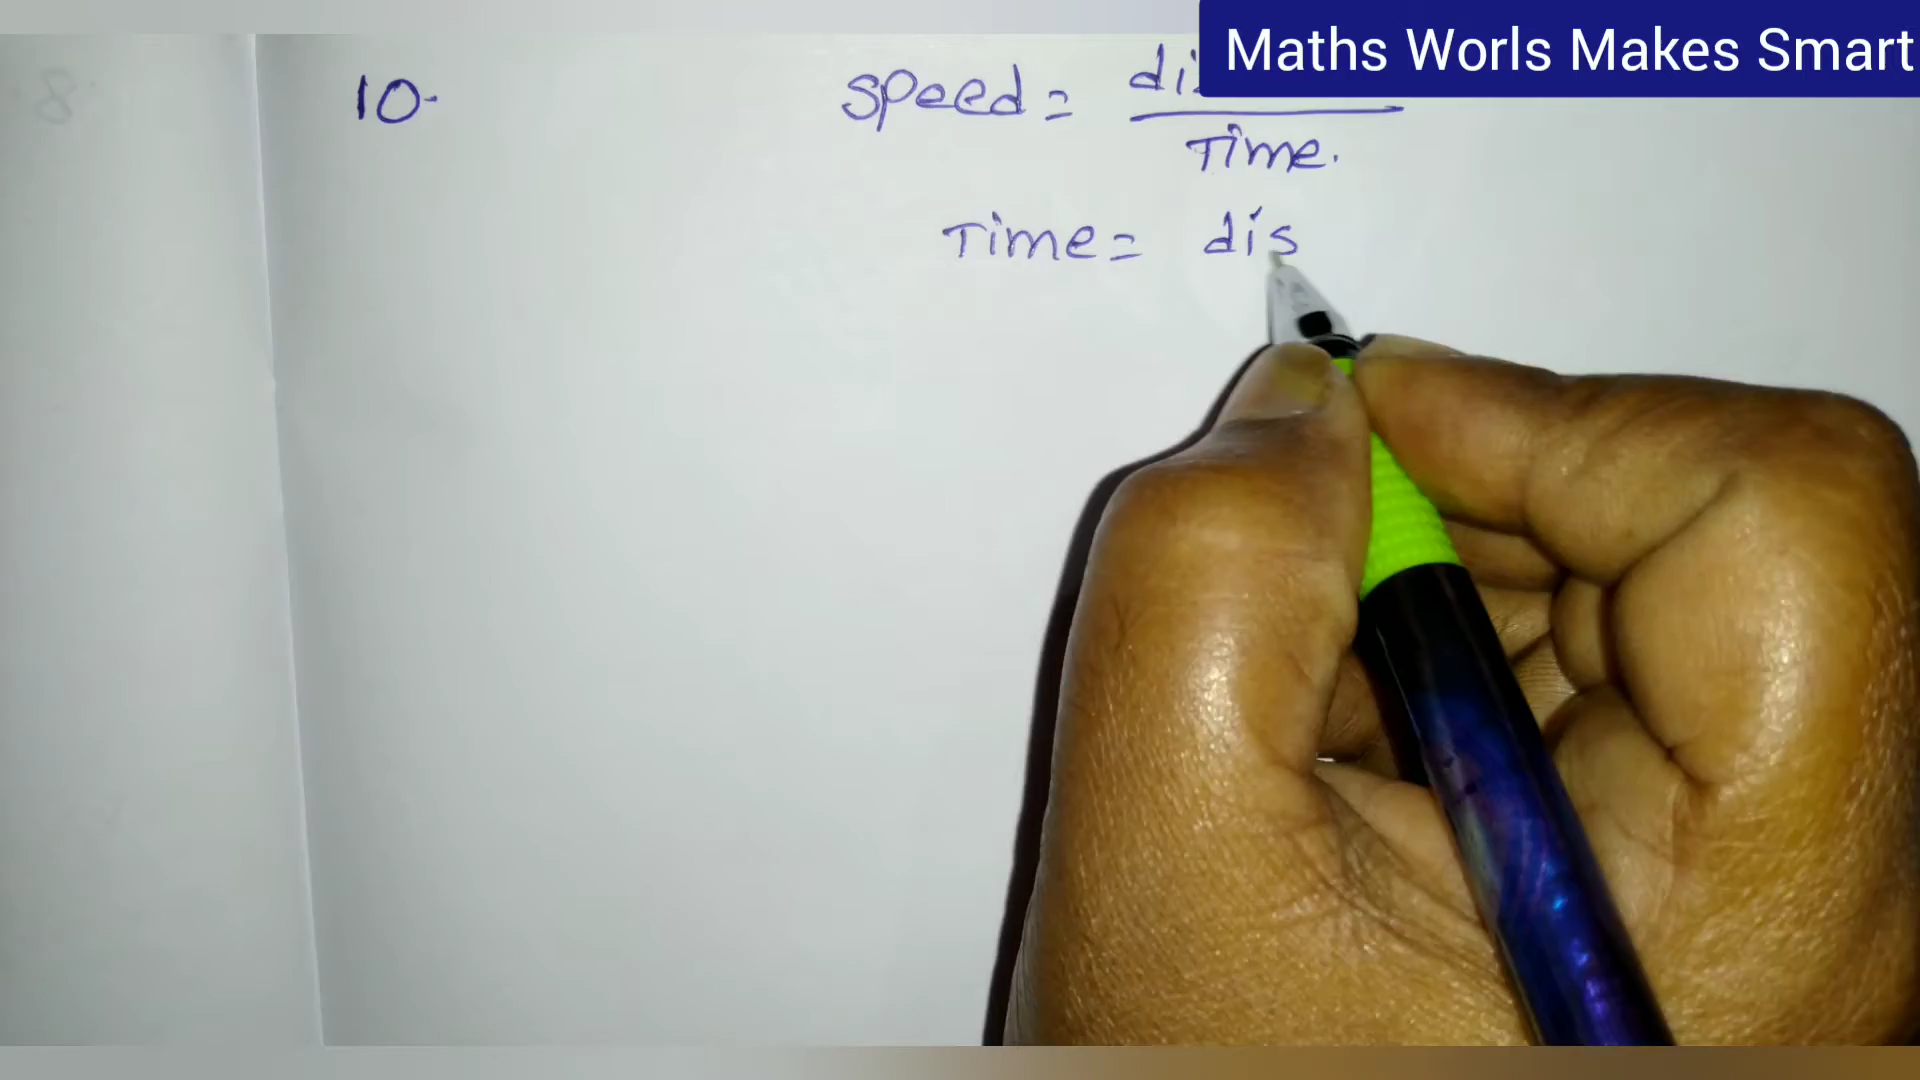 Maths Worls Makes Smart
10.
speed =
Time.
Time = dis